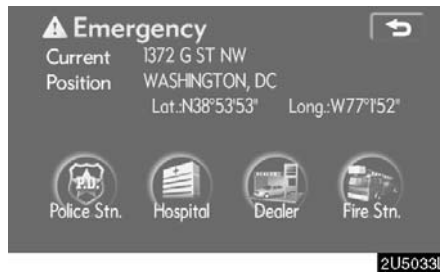 Emergency
Current 1372 G ST NW
Position WASHINGTON, DC
Lat.:N38°53'53" Long.:W77°1'52"
P.D.
Police Stn. Hospital Dealer Fire Stn.
2U5033